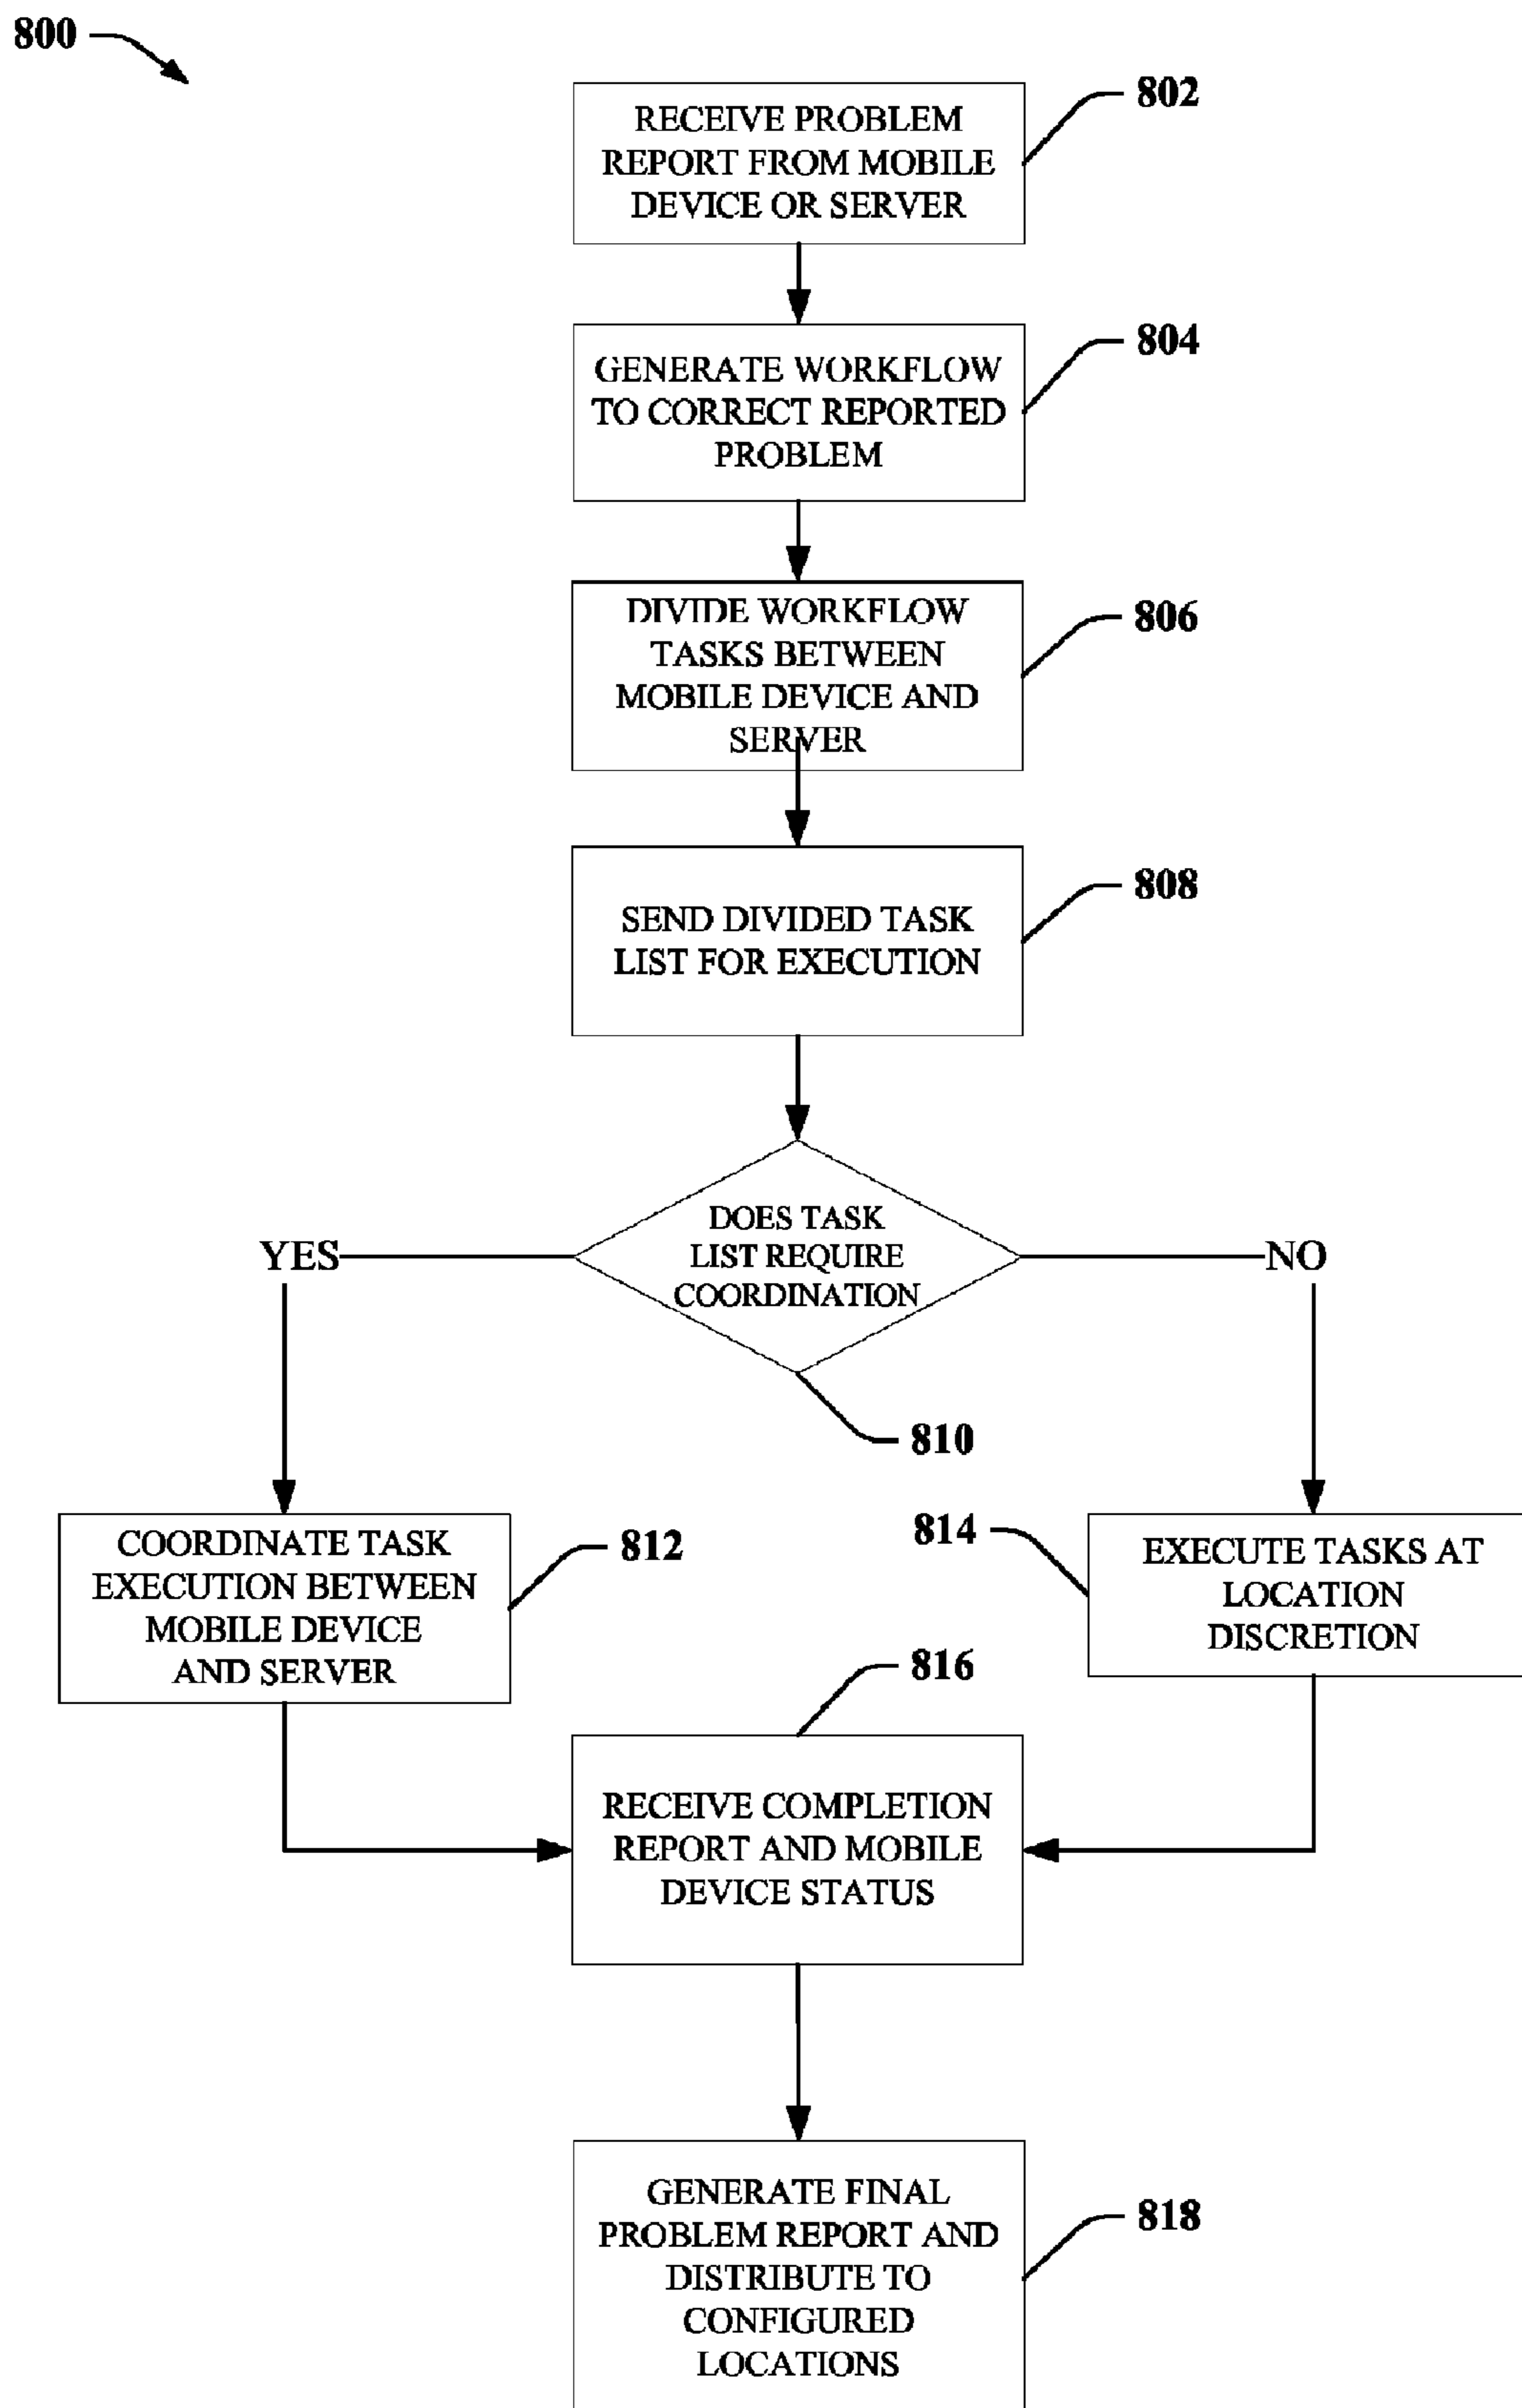 800
802
RECEIVE PROBLEM
REPORT FROM MOBILE
DEVICE OR SERVER
804
GENERATE WORKFLOW
TO CORRECT REPORTED
PROBLEM
806
DIVIDE WORKFLOW
TASKS BETWEEN
MOBILE DEVICE AND
SERVER
808
SEND DIVIDED TASK
LIST FOR EXECUTION
DOES TASK
LIST REQUIRE
COORDINATION
YES
NO
810
COORDINATE TASK
EXECUTION BETWEEN
MOBILE DEVICE
AND SERVER
812
814
EXECUTE TASKS AT
LOCATION
DISCRETION
816
RECEIVE COMPLETION
REPORT AND MOBILE
DEVICE STATUS
GENERATE FINAL
PROBLEM REPORT AND
DISTRIBUTE TO
CONFIGURED
LOCATIONS
818